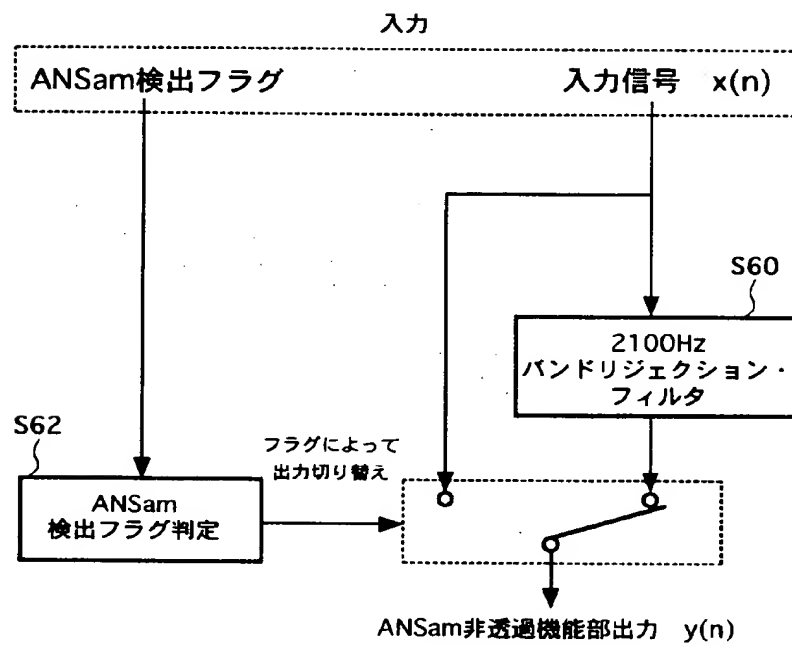 入力
ANSam検出フラグ
入力信号 x(n)
S60
2100Hz
バンドリジェクション・
フィルタ
S62
フラグによって
出力切り替え
ANSam
検出フラグ判定
ANSam非透過機能部出力 y(n)